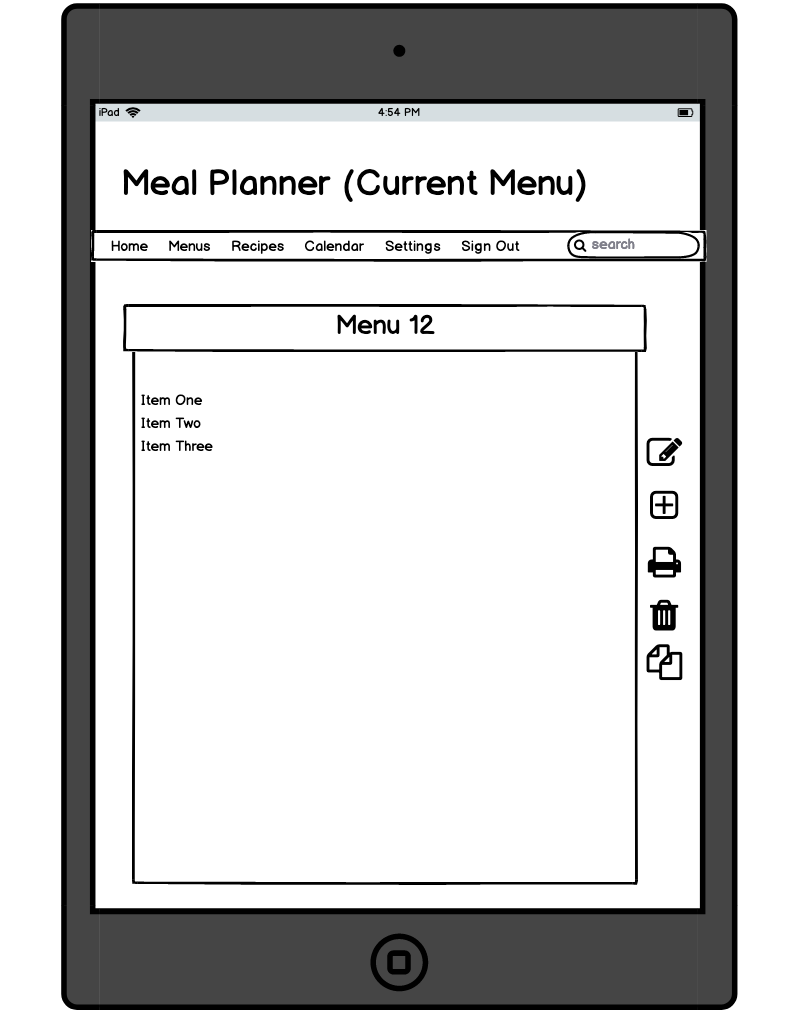 iPad 4:54 PM
Meal Planner (Current Menu)
Home Menus Recipes Calendar Settings Sign Out search
Menu 12
Item One
Item Two
Item Three